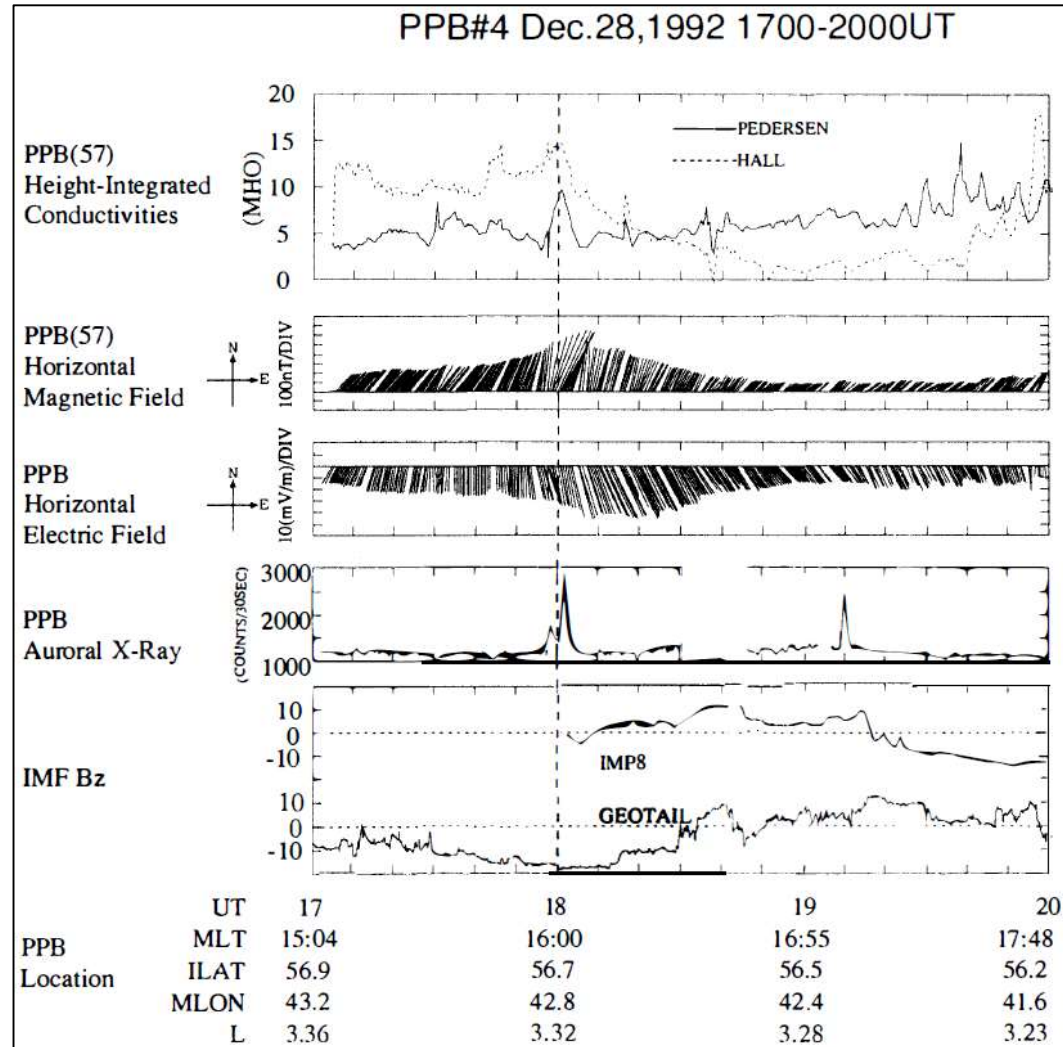 PPB#4 Dec.28,1992 1700-2000UT
PPB(57)
Height-Integrated
Conductivities
(MHO)
20
15
10
5
0
PEDERSEN
HALL
PPB(57)
Horizontal
Magnetic Field
N
E
100nT/DIV
PPB
Horizontal
Electric Field
N
E
10(mV/m)/DIV
PPB
Auroral X-Ray
(COUNTS/30SEC)
3000
2000
1000
IMF Bz
10
0
-10
IMP8
10
0
-10
GEOTAIL
PPB
Location
UT 17 18 19 20
MLT 15:04 16:00 16:55 17:48
ILAT 56.9 56.7 56.5 56.2
MLON 43.2 42.8 42.4 41.6
L 3.36 3.32 3.28 3.23